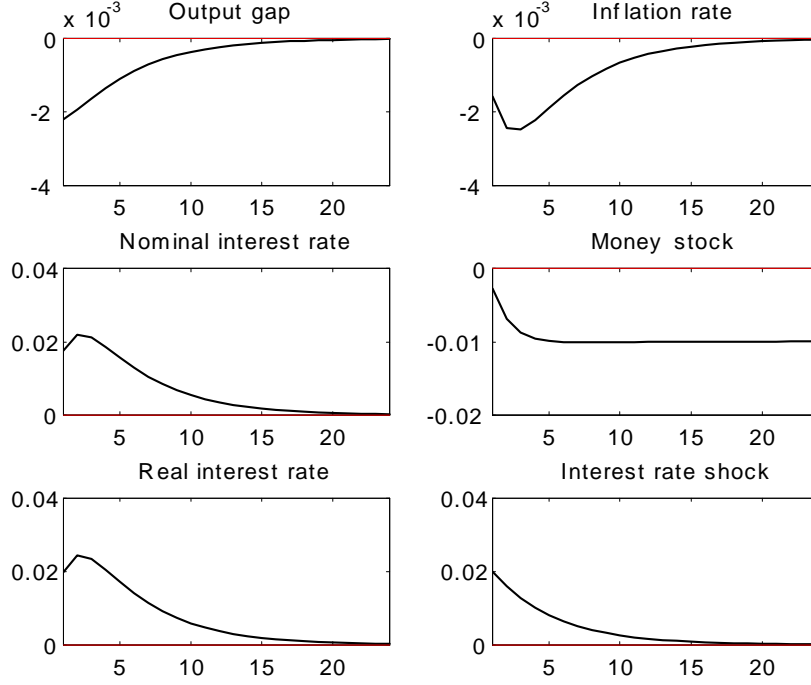 Output gap
x 10-3
0
-2
-4
5 10 15 20
Inflation rate
x 10-3
0
-2
-4
5 10 15 20
Nominal interest rate
0.04
0.02
0
5 10 15 20
Money stock
0
-0.01
-0.02
5 10 15 20
Real interest rate
0.04
0.02
0
5 10 15 20
Interest rate shock
0.04
0.02
0
5 10 15 20